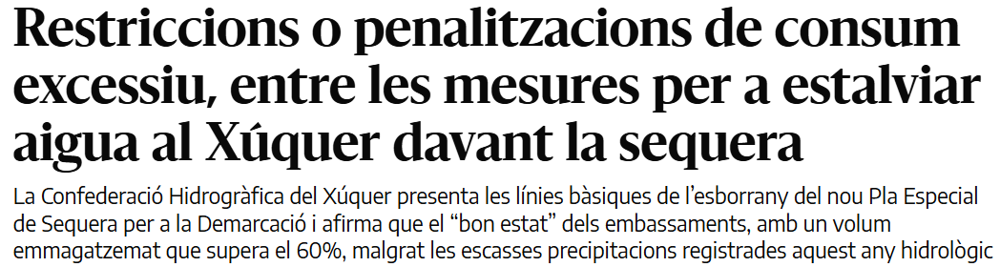 Restriccions o penalitzacions de consum
excessiu, entre les mesures per a estalviar
aigua al Xúquer davant la sequera
La Confederació Hidrogràfica del Xúquer presenta les línies bàsiques de l’esborrany del nou Pla Especial
de Sequera per a la Demarcació i afirma que el “bon estat” dels embassaments, amb un volum
emmagatzemat que supera el 60%, malgrat les escasses precipitacions registrades aquest any hidrològic